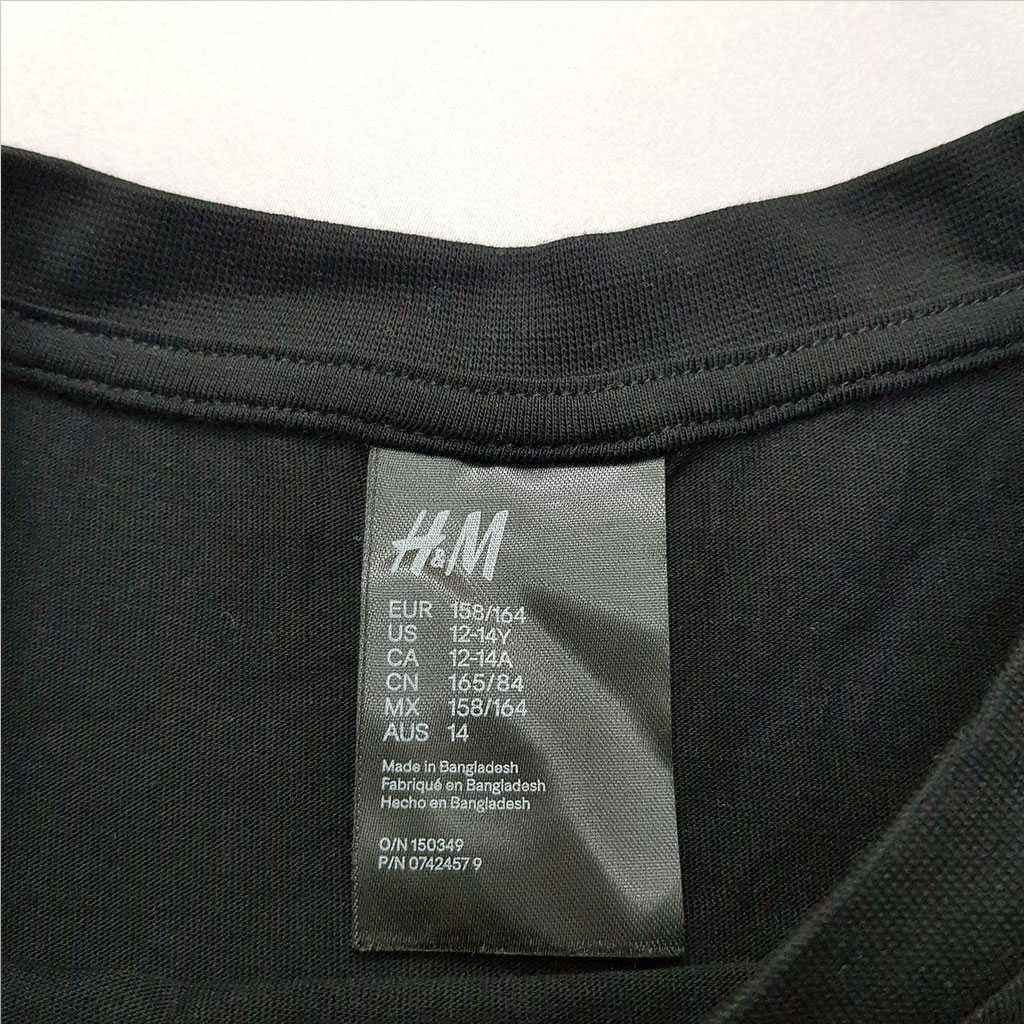 H&M
EUR 158/164
US 12-14Y
CA 12-14A
CN 165/84
MX 158/164
AUS 14
Made in Bangladesh
Fabriqué en Bangladesh
Hecho en Bangladesh
O/N 150349
P/N 0742457 9